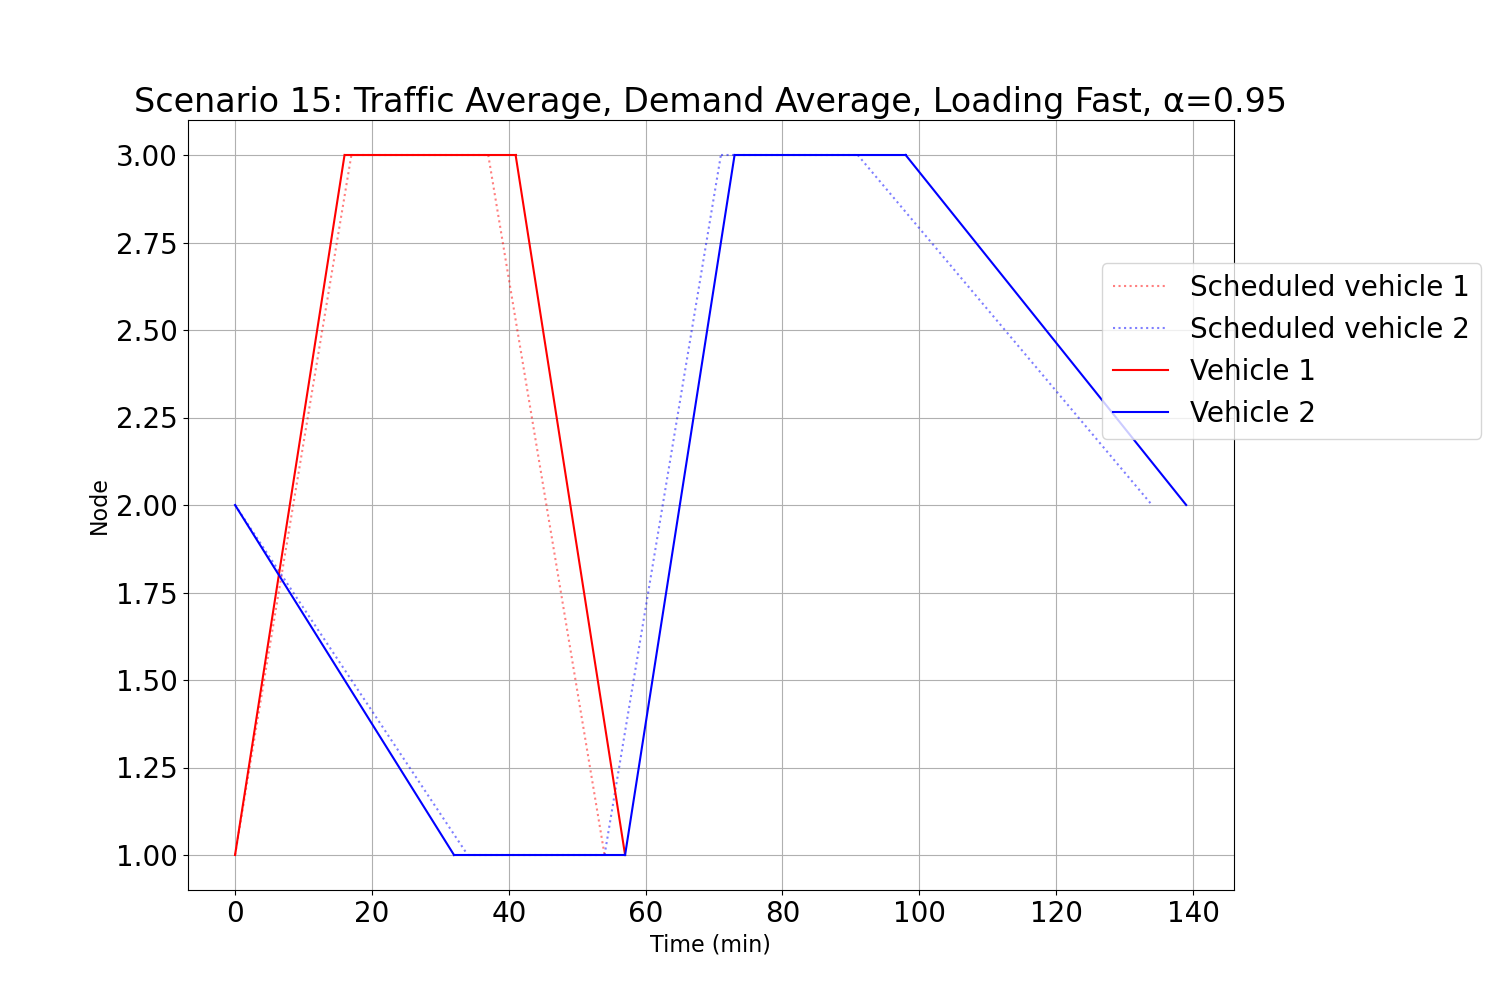 Scenario 15: Traffic Average, Demand Average, Loading Fast, α=0.95
3.00
2.75
2.50
2.25
2.00
1.75
1.50
1.25
1.00
Node
0 20 40 60 80 100 120 140
Time (min)
Scheduled vehicle 1
Scheduled vehicle 2
Vehicle 1
Vehicle 2